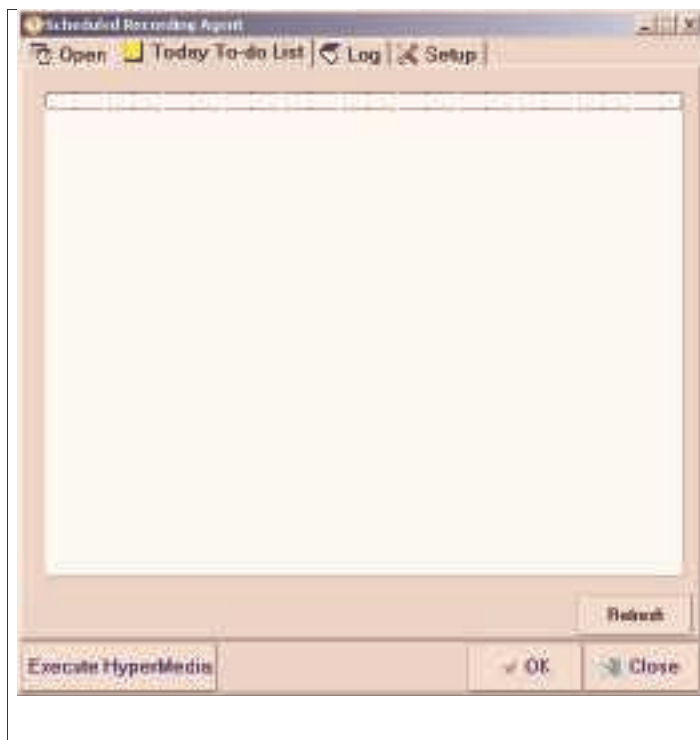 Scheduled Recording Agent
Open Today To-do List Log Setup
Refresh
Execute HyperMedia OK Close